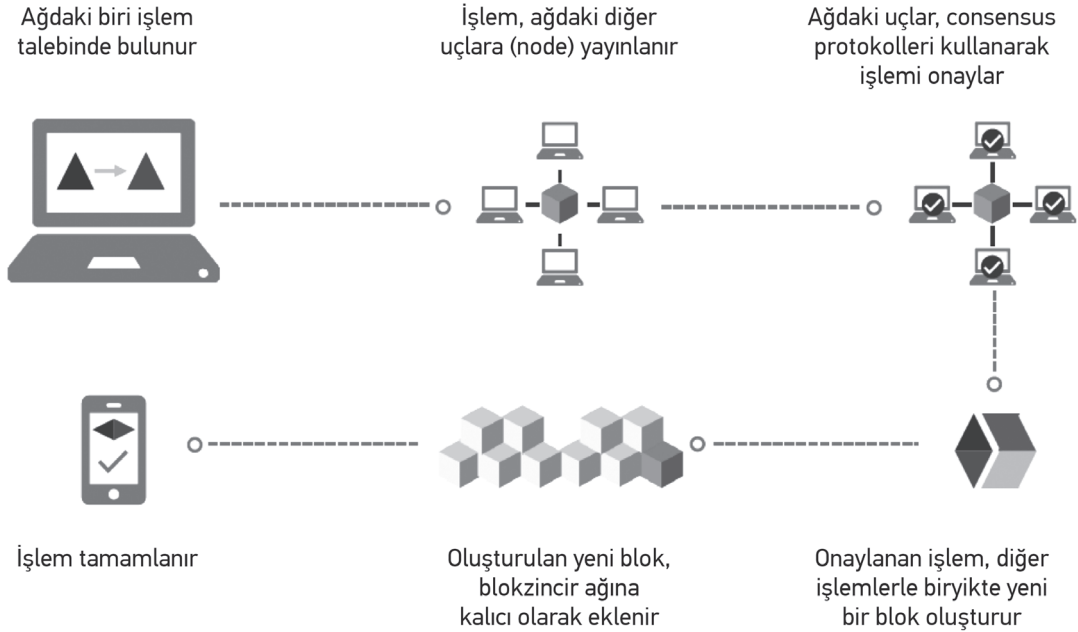 Ağdaki biri işlem
talebinde bulunur
İşlem, ağdaki diğer
uçlara (node) yayınlanır
Ağdaki uçlar, consensus
protokolleri kullanarak
işlemi onaylar
Onaylanan işlem, diğer
işlemlerle biryikte yeni
bir blok oluşturur
Oluşturulan yeni blok,
blokzincir ağına
kalıcı olarak eklenir
İşlem tamamlanır